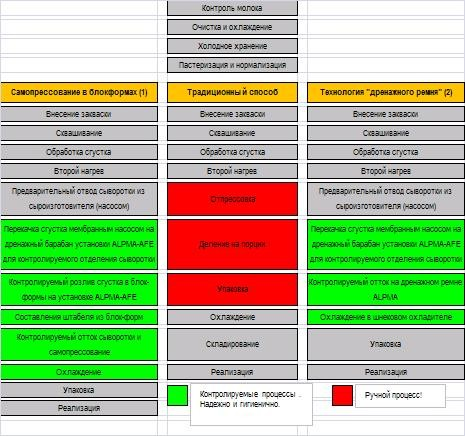 Контроль молока
Очистка и охлаждение
Холодное хранение
Пастеризация и нормализация
Самопрессование в блокформах (1)
Традиционный способ
Технология "дренажного ремня" (2)
Внесение закваски
Внесение закваски
Внесение закваски
Сквашивание
Сквашивание
Сквашивание
Обработка сгустка
Обработка сгустка
Обработка сгустка
Второй нагрев
Второй нагрев
Второй нагрев
Предварительный отвод сыворотки из
сыроизготовителя (насосом)
Отпрессовка
Предварительный отвод сыворотки из
сыроизготовителя (насосом)
Перекачка сгустка мембранным насосом на
дренажный барабан установки ALPMA-AFE
для контролируемого отделения сыворотки
Деление на порции
Перекачка сгустка мембранным насосом на
дренажный барабан установки ALPMA-AFE
для контролируемого отделения сыворотки
Контролируемый розлив сгустка в блок-
формы на установке ALPMA-AFE
Упаковка
Контролируемый отток на дренажном ремне
ALPMA
Составления штабеля из блок-форм
Охлаждение
Охлаждение в шнековом охладителе
Контролируемый отток сыворотки и
самопрессование
Складирование
Упаковка
Охлаждение
Реализация
Реализация
Упаковка
Реализация
Контролируемые процессы .
Надежно и гигиенично.
Ручной процесс!